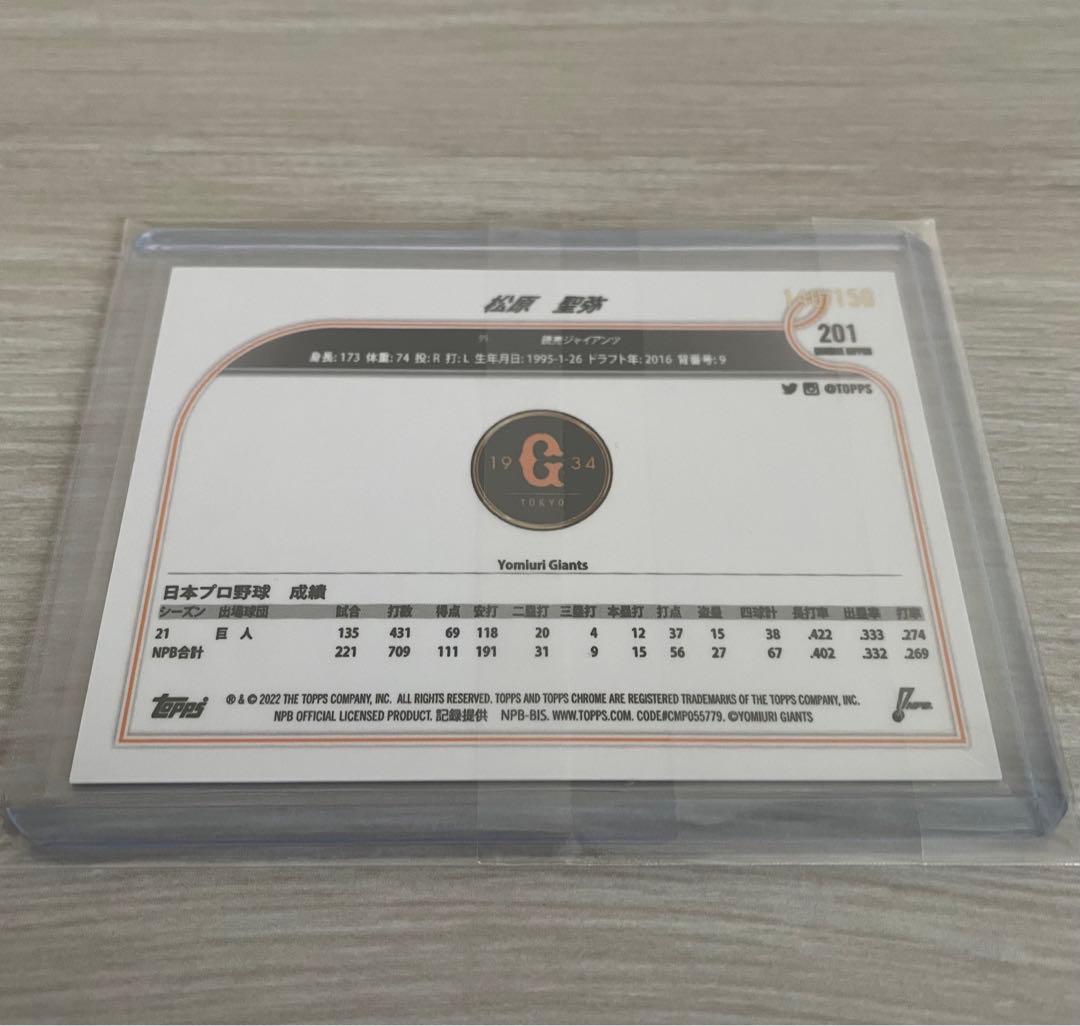 松原 聖弥
/150
201
外 読売ジャイアンツ
身長: 173 体重: 74 投: R 打: L 生年月日: 1995-1-26 ドラフト年: 2016 背番号: 9
@TOPPS
19 G 34
TOKYO
Yomiuri Giants
日本プロ野球 成績
シーズン 出場球団 試合 打数 得点 安打 二塁打 三塁打 本塁打 打点 盗塁 四球計 長打率 出塁率 打率
21 巨人 135 431 69 118 20 4 12 37 15 38 .422 .333 .274
NPB合計 221 709 111 191 31 9 15 56 27 67 .402 .332 .269
Topps ® & © 2022 THE TOPPS COMPANY, INC. ALL RIGHTS RESERVED. TOPPS AND TOPPS CHROME ARE REGISTERED TRADEMARKS OF THE TOPPS COMPANY, INC.
NPB OFFICIAL LICENSED PRODUCT. 記録提供 NPB-BIS. WWW.TOPPS.COM. CODE#CMP055779. ©YOMIURI GIANTS